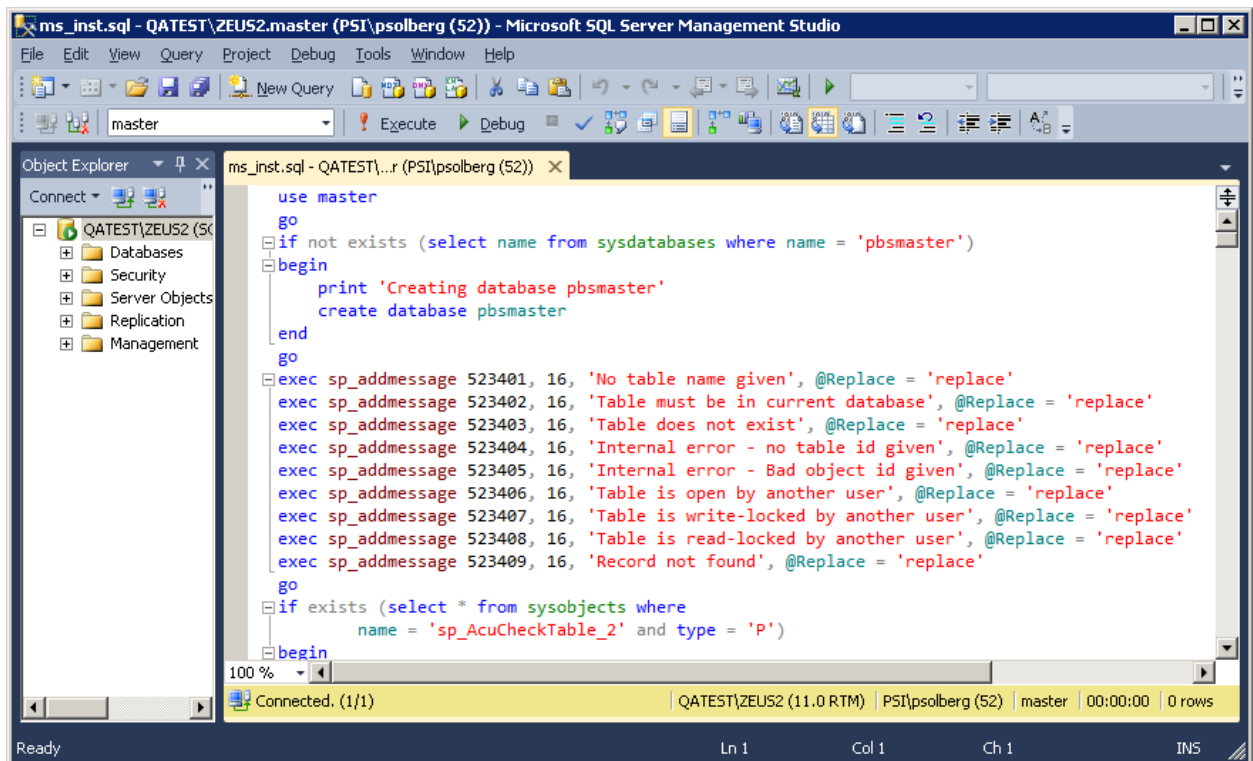 ms_inst.sql - QATEST\ZEUS2.master (PSI\psolberg (52)) - Microsoft SQL Server Management Studio
File Edit View Query Project Debug Tools Window Help
New Query
master Execute Debug
Object Explorer
ms_inst.sql - QATEST\...r (PSI\psolberg (52))
Connect
QATEST\ZEUS2 (SQ
Databases
Security
Server Objects
Replication
Management
use master
go
if not exists (select name from sysdatabases where name = 'pbsmaster')
begin
print 'Creating database pbsmaster'
create database pbsmaster
end
go
exec sp_addmessage 523401, 16, 'No table name given', @Replace = 'replace'
exec sp_addmessage 523402, 16, 'Table must be in current database', @Replace = 'replace'
exec sp_addmessage 523403, 16, 'Table does not exist', @Replace = 'replace'
exec sp_addmessage 523404, 16, 'Internal error - no table id given', @Replace = 'replace'
exec sp_addmessage 523405, 16, 'Internal error - Bad object id given', @Replace = 'replace'
exec sp_addmessage 523406, 16, 'Table is open by another user', @Replace = 'replace'
exec sp_addmessage 523407, 16, 'Table is write-locked by another user', @Replace = 'replace'
exec sp_addmessage 523408, 16, 'Table is read-locked by another user', @Replace = 'replace'
exec sp_addmessage 523409, 16, 'Record not found', @Replace = 'replace'
go
if exists (select * from sysobjects where
name = 'sp_AcuCheckTable_2' and type = 'P')
begin
100 %
Connected. (1/1) QATEST\ZEUS2 (11.0 RTM) PSI\psolberg (52) master 00:00:00 0 rows
Ready Ln 1 Col 1 Ch 1 INS